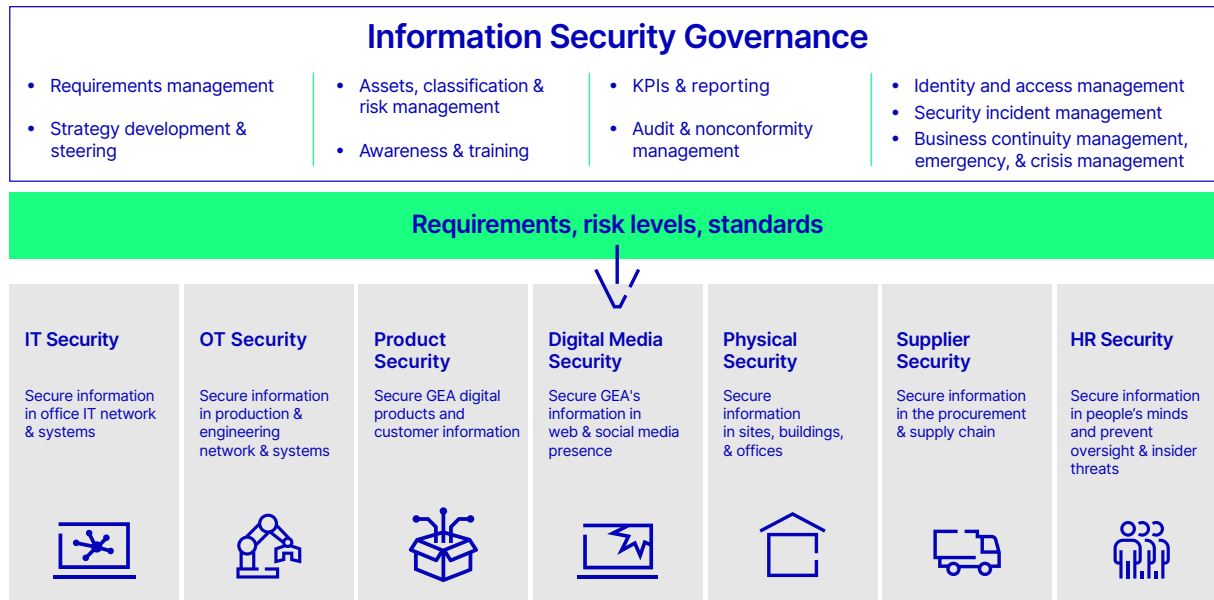 Information Security Governance
• Requirements management
• Strategy development &
steering
• Assets, classification &
risk management
• Awareness & training
• KPIs & reporting
• Audit & nonconformity
management
• Identity and access management
• Security incident management
• Business continuity management,
emergency, & crisis management
Requirements, risk levels, standards
IT Security
Secure information
in office IT network
& systems
OT Security
Secure information
in production &
engineering
network & systems
Product
Security
Secure GEA digital
products and
customer information
Digital Media
Security
Secure GEA's
information in
web & social media
presence
Physical
Security
Secure
information
in sites, buildings,
& offices
Supplier
Security
Secure information
in the procurement
& supply chain
HR Security
Secure information
in people’s minds
and prevent
oversight & insider
threats